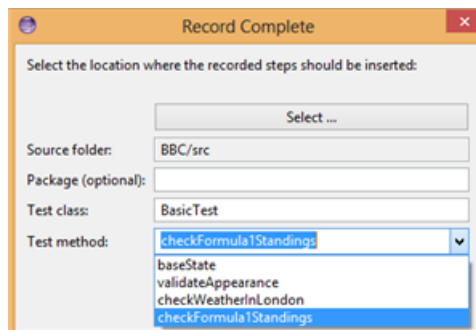 Record Complete
Select the location where the recorded steps should be inserted:
Select ...
Source folder: BBC/src
Package (optional):
Test class: BasicTest
Test method: checkFormula1Standings
baseState
validateAppearance
checkWeatherInLondon
checkFormula1Standings